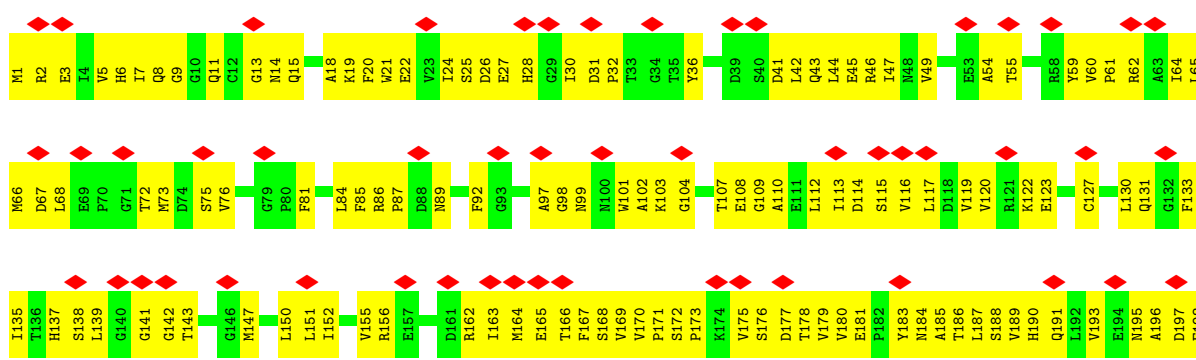 M1 R2 E3 I4 V5 H6 I7 Q8 G9 G10 Q11 C12 G13 N14 Q15 A18 K19 F20 W21 E22 V23 I24 S25 D26 E27 H28 G29 I30 D31 P32 T33 G34 T35 Y36 D39 S40 D41 L42 Q43 L44 E45 R46 I47 N48 V49 E53 A54 T55 R58 Y59 V60 P61 R62 A63 I64 L65
M66 D67 L68 E69 P70 G71 T72 M73 D74 S75 V76 G79 P80 F81 L84 F85 R86 P87 D88 N89 F92 G93 A97 G98 N99 N100 W101 A102 K103 G104 T107 E108 G109 A110 E111 L112 I113 D114 S115 V116 L117 D118 V119 V120 R121 K122 E123 C127 L130 Q131 G132 F133
I135 T136 H137 S138 L139 G140 G141 G142 T143 G146 M147 L150 L151 I152 V155 R156 E157 D161 R162 I163 M164 E165 T166 F167 S168 V169 V170 P171 S172 P173 K174 V175 S176 D177 T178 V179 V180 E181 P182 Y183 N184 A185 T186 L187 S188 V189 H190 Q191 L192 V193 E194 N195 A196 D197